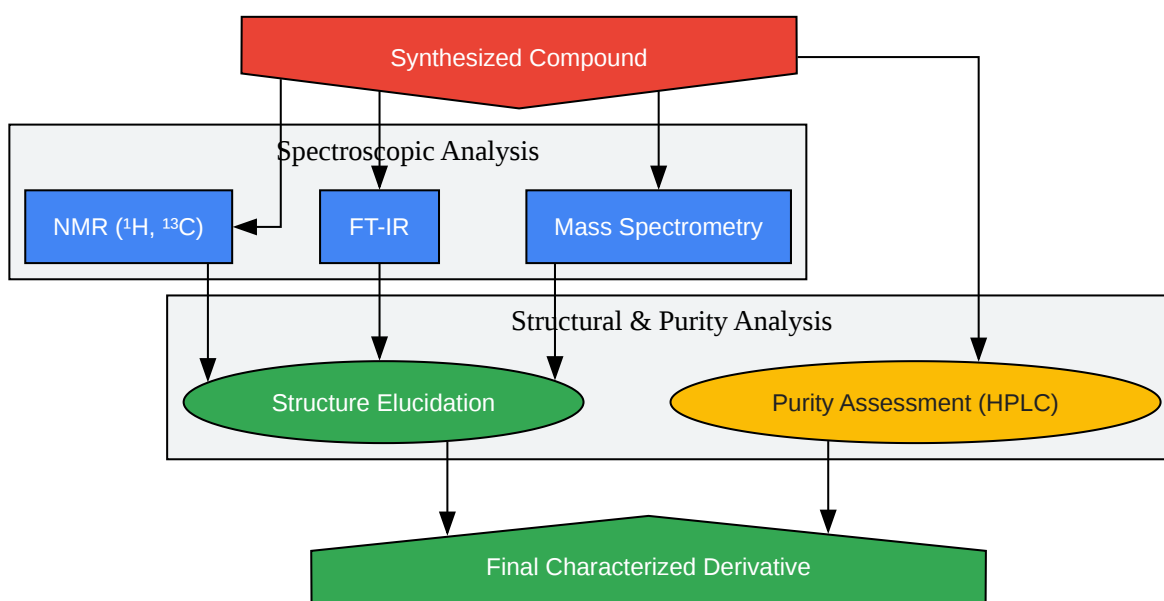 Synthesized Compound
Spectroscopic Analysis
NMR (¹H, ¹³C)
FT-IR
Mass Spectrometry
Structural & Purity Analysis
Structure Elucidation
Purity Assessment (HPLC)
Final Characterized Derivative